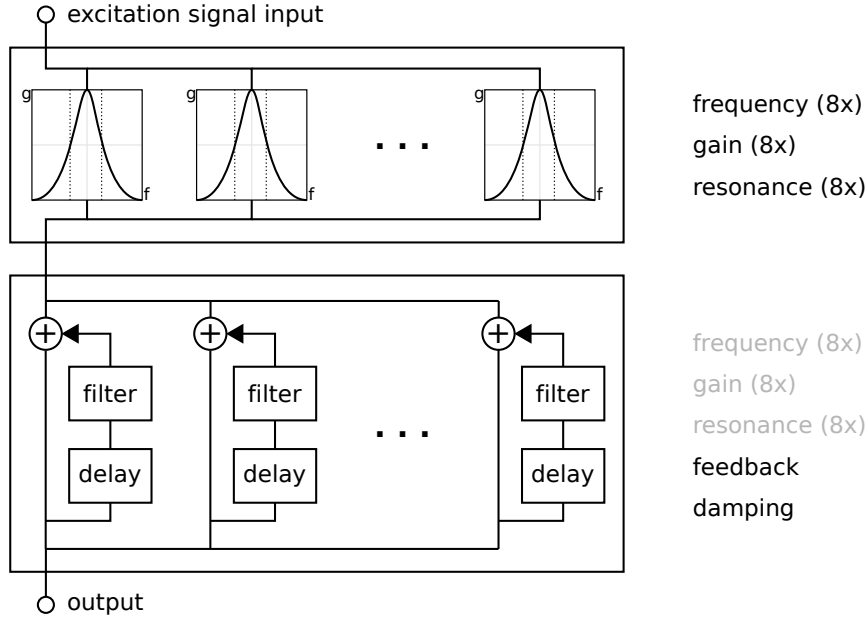 excitation signal input
g f g f g f
frequency (8x)
gain (8x)
. . .
resonance (8x)
+ + +
frequency (8x)
filter filter filter
gain (8x)
. . .
resonance (8x)
delay delay delay
feedback
damping
output